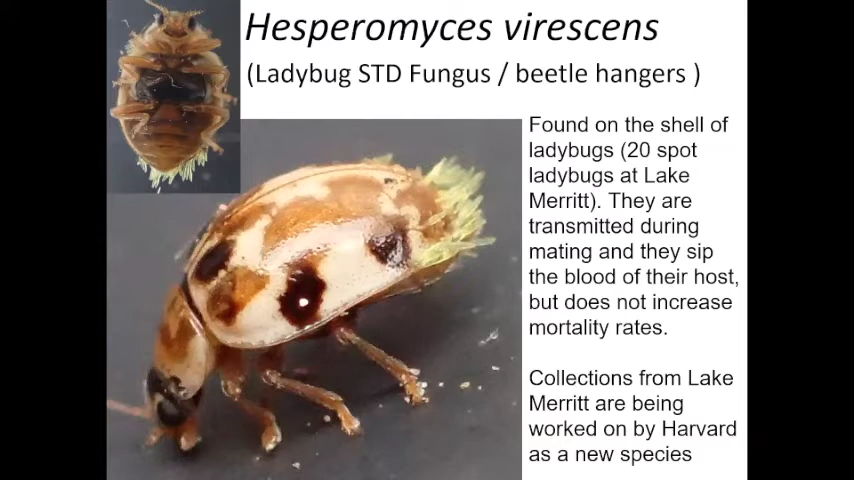 Hesperomyces virescens
(Ladybug STD Fungus / beetle hangers )
Found on the shell of
ladybugs (20 spot
ladybugs at Lake
Merritt). They are
transmitted during
mating and they sip
the blood of their host,
but does not increase
mortality rates.
Collections from Lake
Merritt are being
worked on by Harvard
as a new species